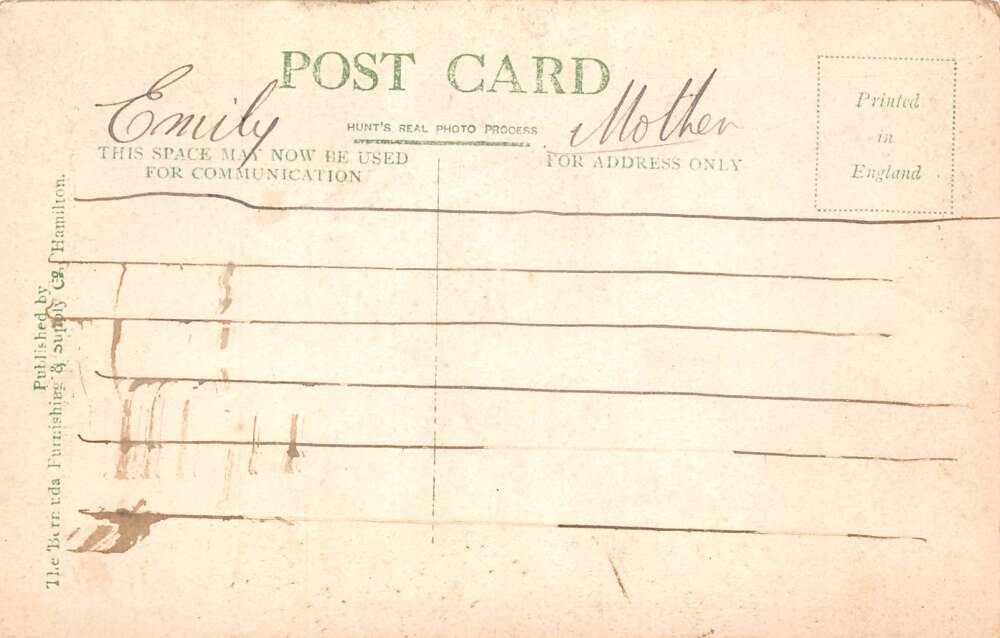 POST CARD
Emily
Mother
HUNT'S REAL PHOTO PROCESS
THIS SPACE MAY NOW BE USED
FOR COMMUNICATION
FOR ADDRESS ONLY
Printed
in
England
Published by
The Bermuda Furnishing & Supply Co., Hamilton.